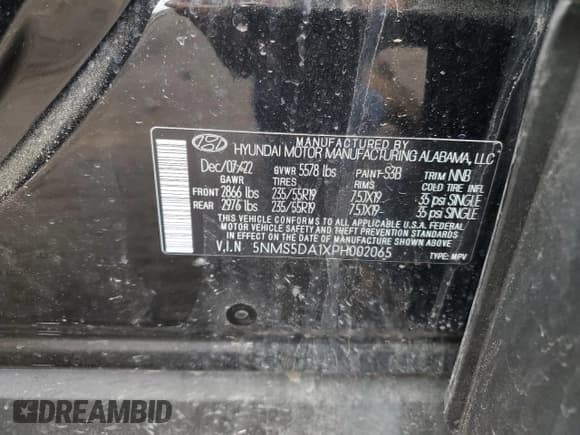 MANUFACTURED BY
HYUNDAI MOTOR MANUFACTURING ALABAMA, LLC
Dec/07/22 GVWR 5578 lbs PAINT-S3B TRIM NNB
GAWR TIRES RIMS COLD TIRE INFL
FRONT 2866 lbs 235/55R19 7.5JX19 35 psi SINGLE
REAR 2976 lbs 235/55R19 7.5JX19 35 psi SINGLE
THIS VEHICLE CONFORMS TO ALL APPLICABLE U.S.A. FEDERAL
MOTOR VEHICLE SAFETY AND THEFT PREVENTION STANDARDS
IN EFFECT ON THE DATE OF MANUFACTURE SHOWN ABOVE.
V.I.N 5NMS5DA1XPH002065 TYPE: MPV
DREAMBID